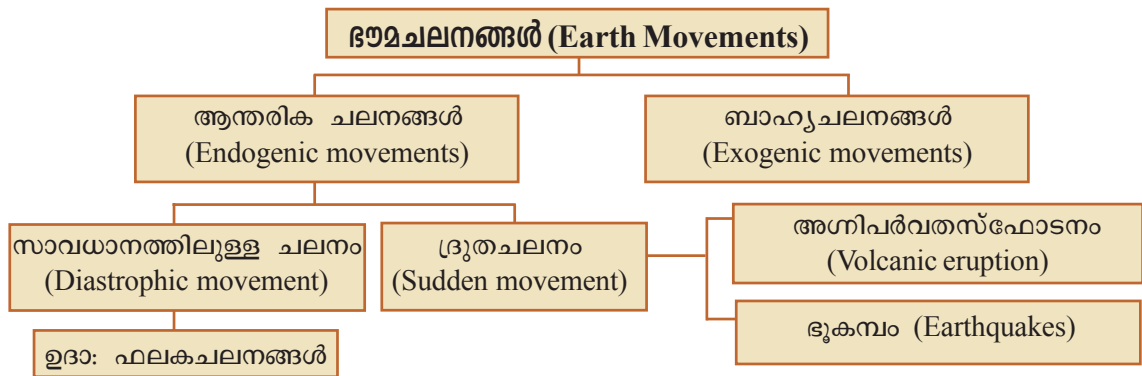 ഭൗമചലനങ്ങൾ (Earth Movements)
ആന്തരിക ചലനങ്ങൾ
(Endogenic movements)
ബാഹ്യചലനങ്ങൾ
(Exogenic movements)
സാവധാനത്തിലുള്ള ചലനം
(Diastrophic movement)
ദ്രുതചലനം
(Sudden movement)
അഗ്നിപർവതസ്ഫോടനം
(Volcanic eruption)
ഭൂകമ്പം (Earthquakes)
ഉദാ: ഫലകചലനങ്ങൾ